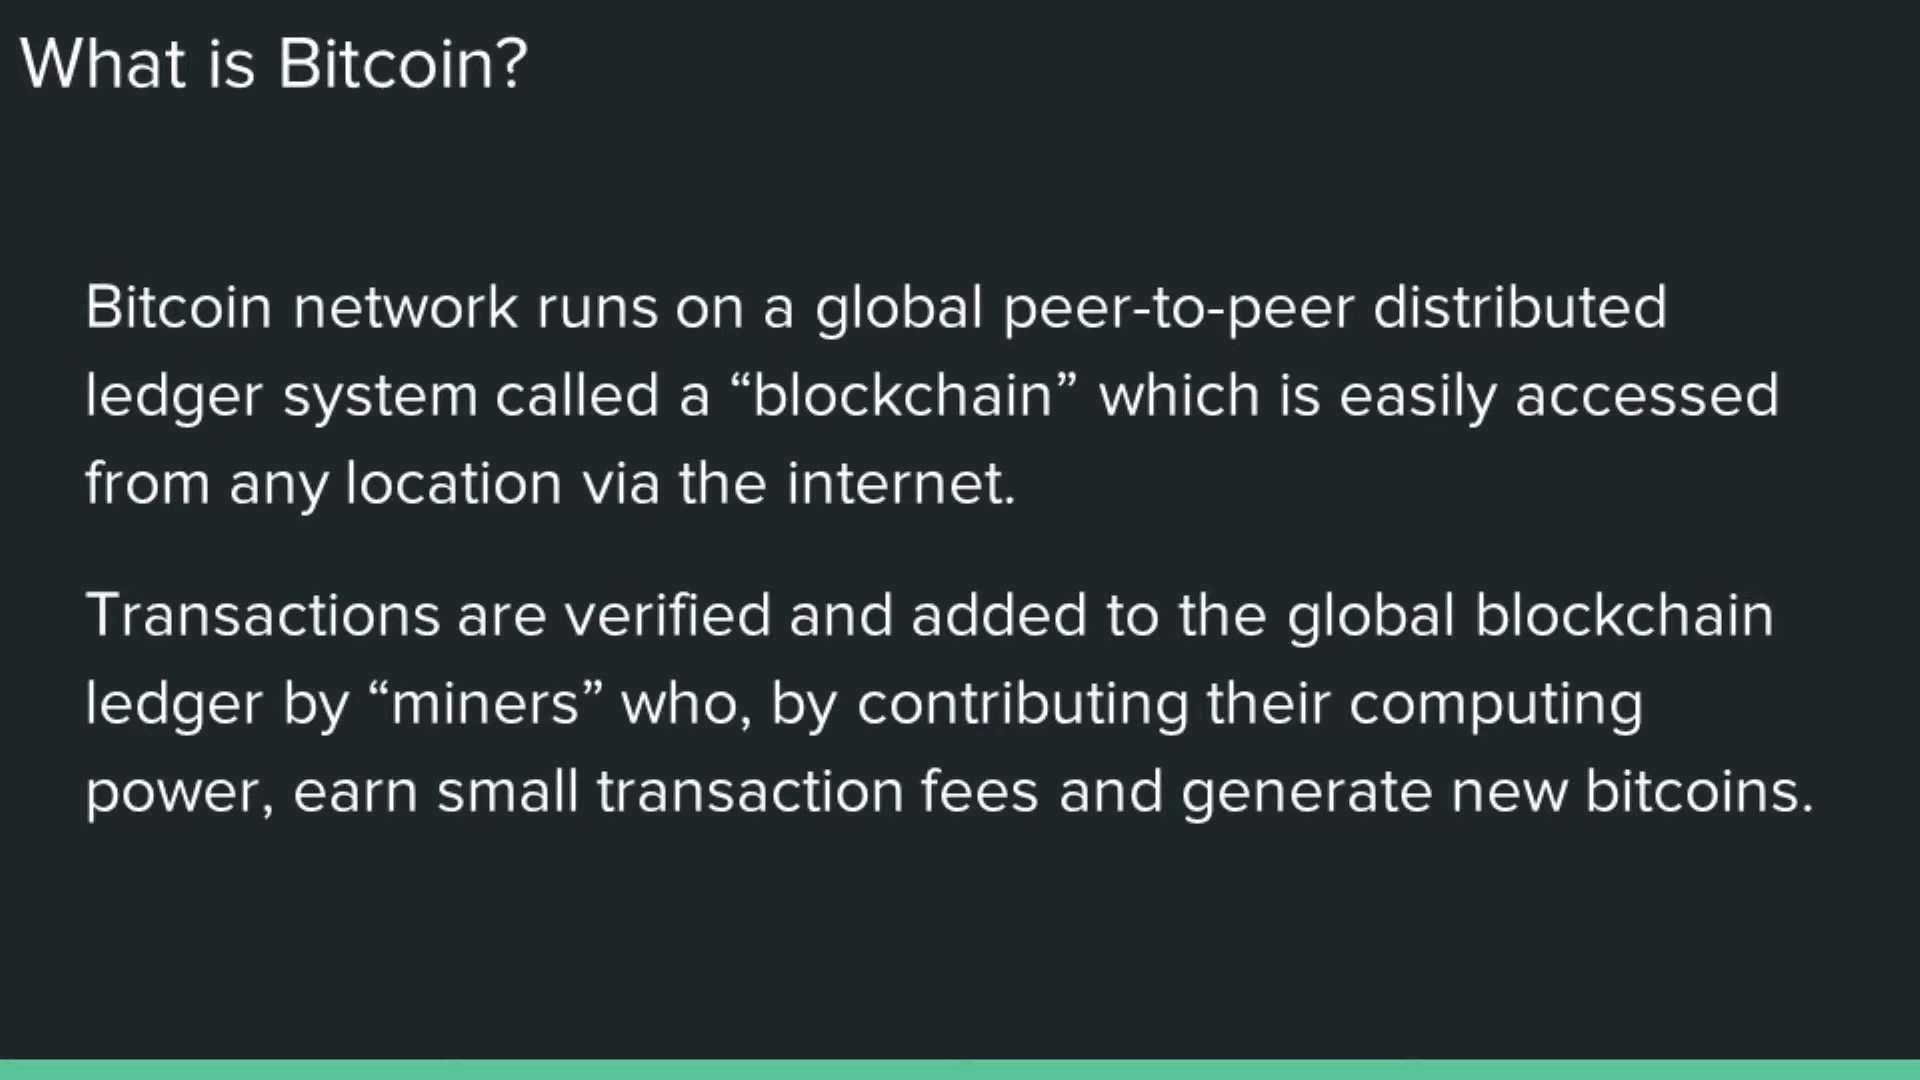 What is Bitcoin?
Bitcoin network runs on a global peer-to-peer distributed
ledger system called a “blockchain” which is easily accessed
from any location via the internet.
Transactions are verified and added to the global blockchain
ledger by “miners” who, by contributing their computing
power, earn small transaction fees and generate new bitcoins.